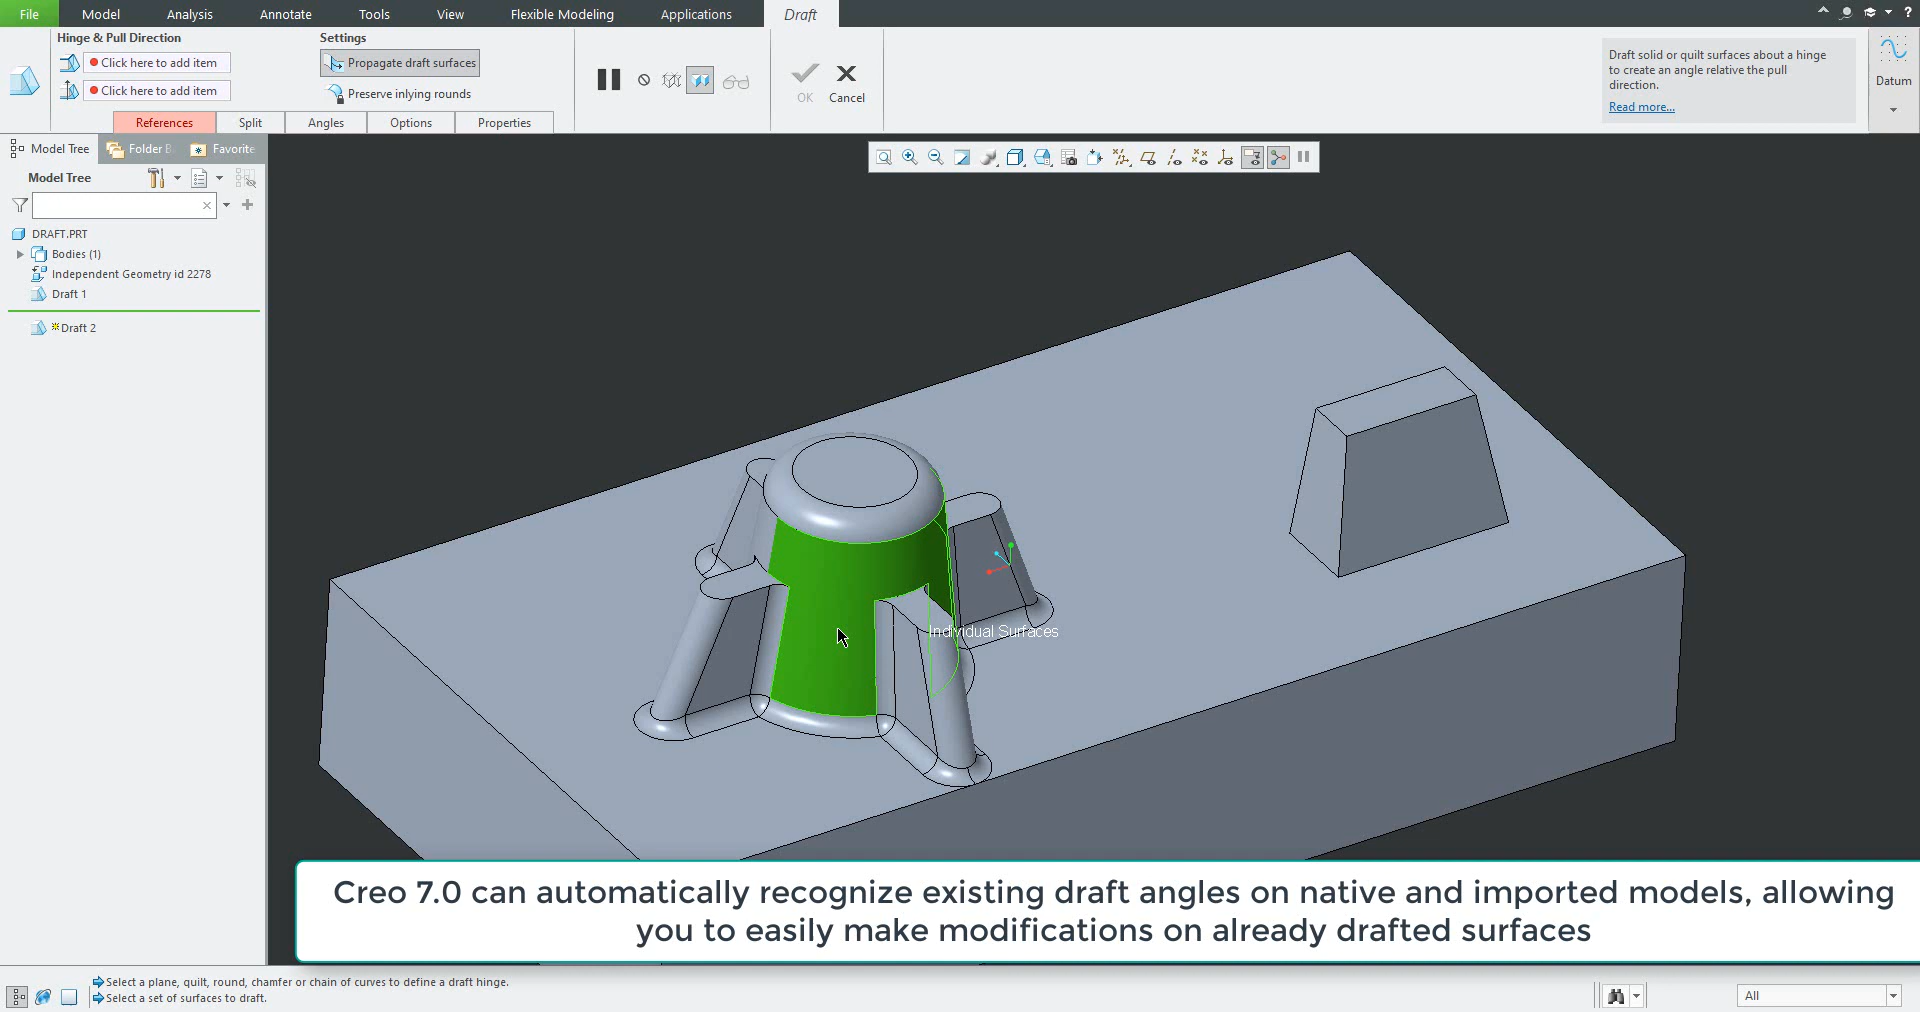 File Model Analysis Annotate Tools View Flexible Modeling Applications Draft
Hinge & Pull Direction
Click here to add item
Click here to add item
Settings
Propagate draft surfaces
Preserve inlying rounds
OK Cancel
References Split Angles Options Properties
Draft solid or quilt surfaces about a hinge
to create an angle relative the pull
direction.
Read more...
Datum
Model Tree Folder B Favorite
Model Tree
DRAFT.PRT
Bodies (1)
Independent Geometry id 2278
Draft 1
Draft 2
Individual Surfaces
Creo 7.0 can automatically recognize existing draft angles on native and imported models, allowing
you to easily make modifications on already drafted surfaces
Select a plane, quilt, round, chamfer or chain of curves to define a draft hinge.
Select a set of surfaces to draft.
All